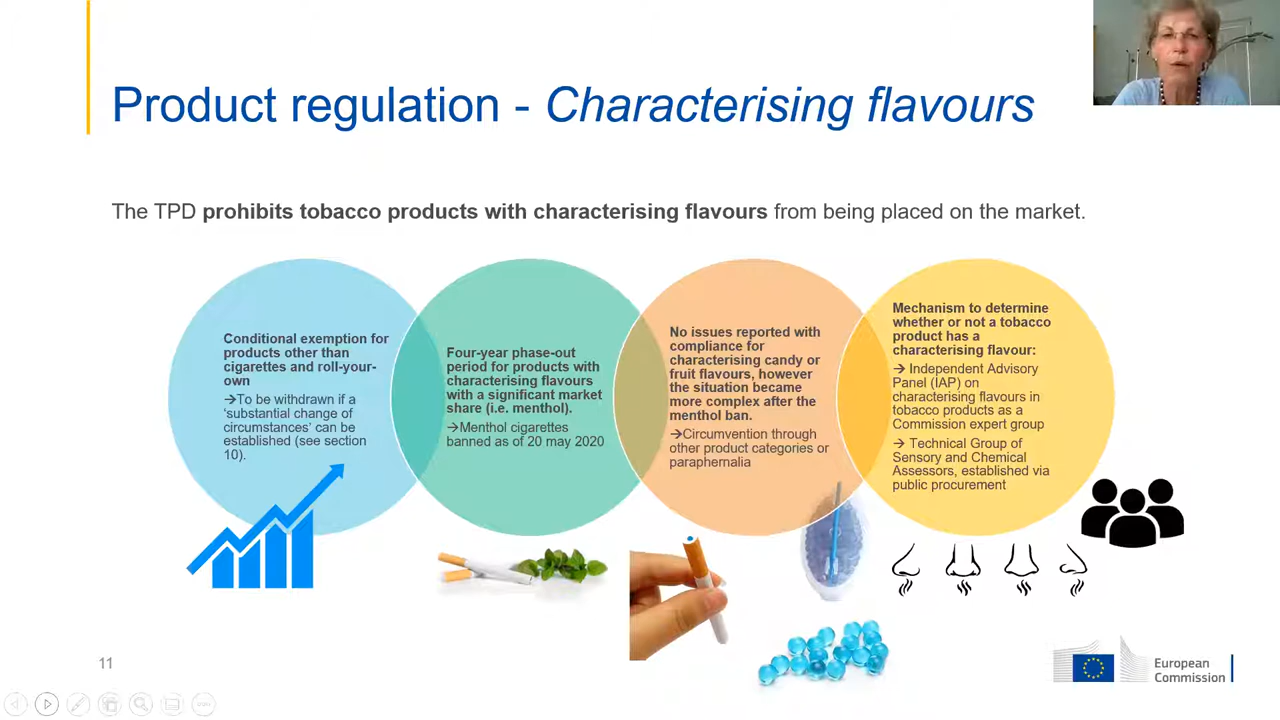 Product regulation - Characterising flavours
The TPD prohibits tobacco products with characterising flavours from being placed on the market.
Conditional exemption for
products other than
cigarettes and roll-your-
own
→To be withdrawn if a
‘substantial change of
circumstances’ can be
established (see section
10).
Four-year phase-out
period for products with
characterising flavours
with a significant market
share (i.e. menthol).
→Menthol cigarettes
banned as of 20 may 2020
No issues reported with
compliance for
characterising candy or
fruit flavours, however
the situation became
more complex after the
menthol ban.
→Circumvention through
other product categories or
paraphernalia
Mechanism to determine
whether or not a tobacco
product has a
characterising flavour:
→ Independent Advisory
Panel (IAP) on
characterising flavours in
tobacco products as a
Commission expert group
→ Technical Group of
Sensory and Chemical
Assessors, established via
public procurement
11
European
Commission